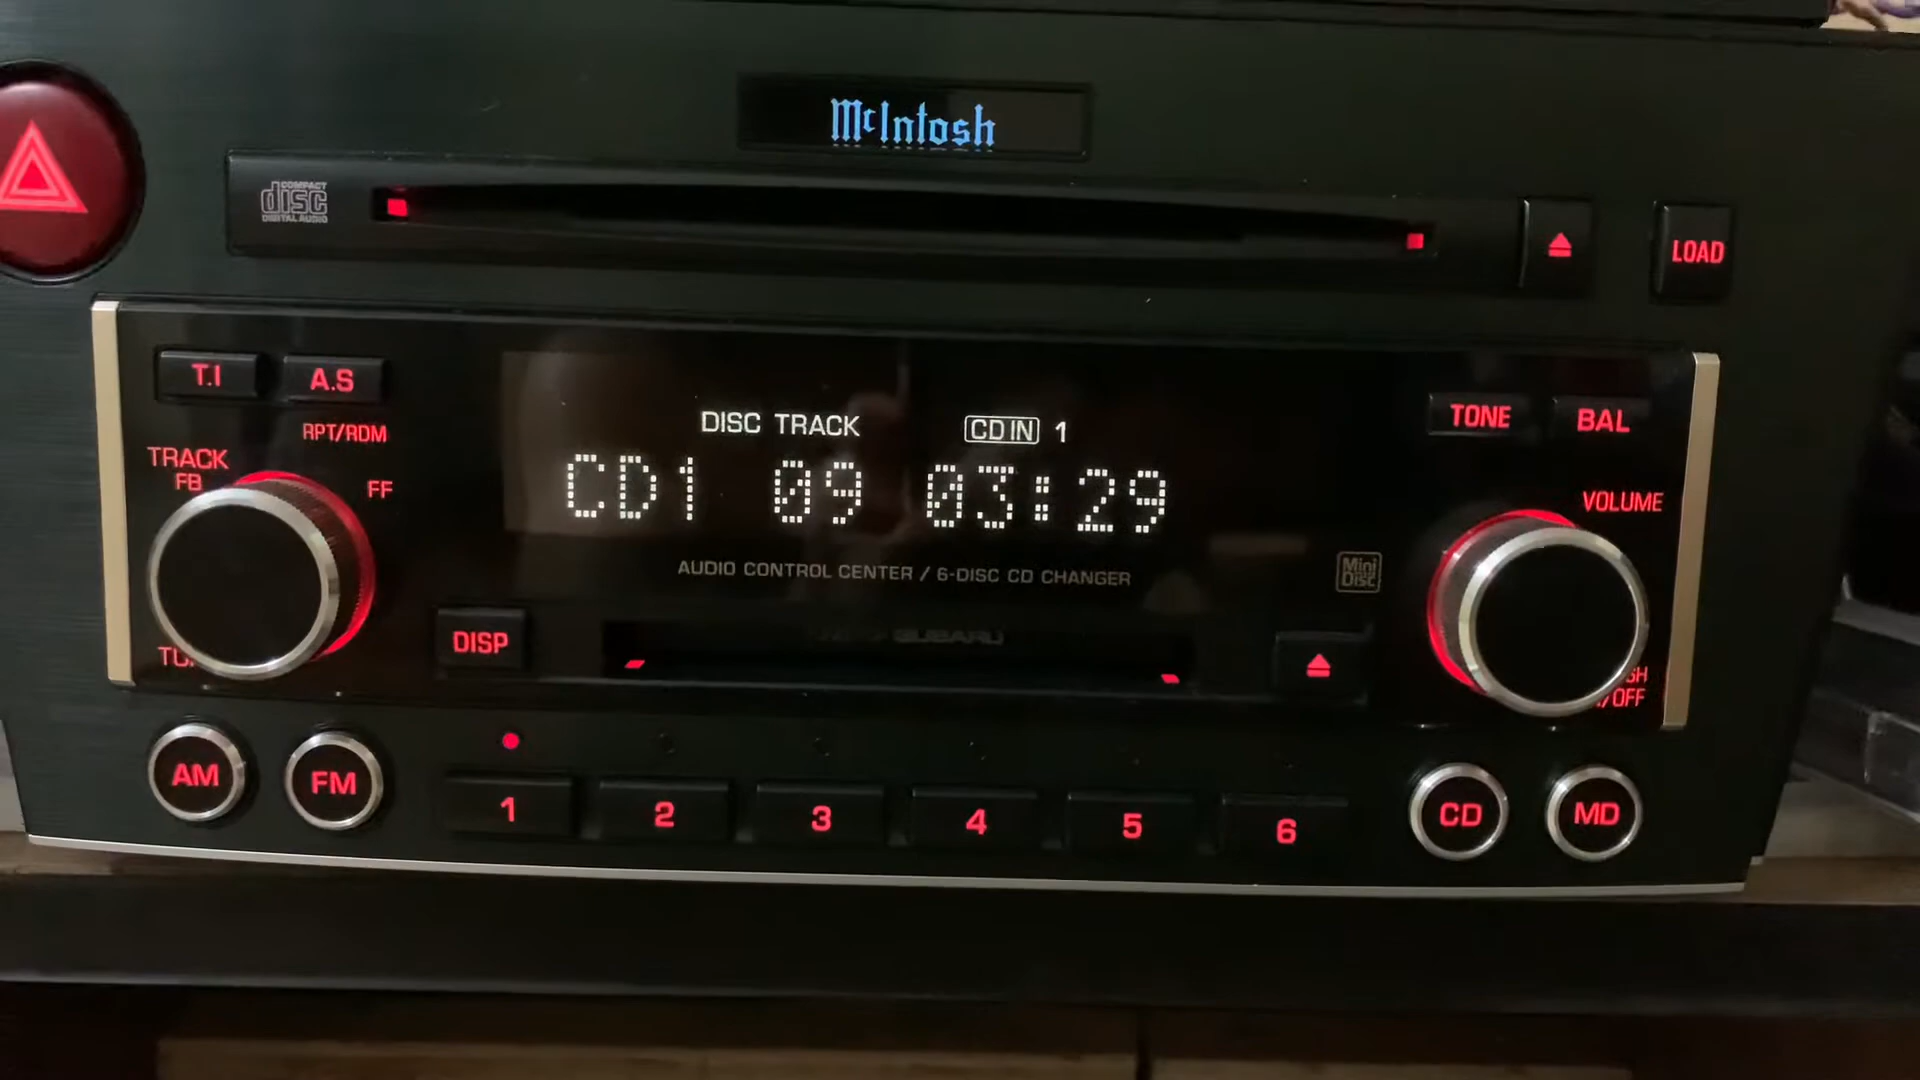 McIntosh
COMPACT
disc
DIGITAL AUDIO
LOAD
T.I A.S
RPT/RDM
TRACK
FB
FF
DISC TRACK CD IN 1
CD1 09 03:29
TONE BAL
VOLUME
AUDIO CONTROL CENTER / 6-DISC CD CHANGER
Mini
Disc
DISP
SUBARU
/OFF
AM FM
1 2 3 4 5 6
CD MD